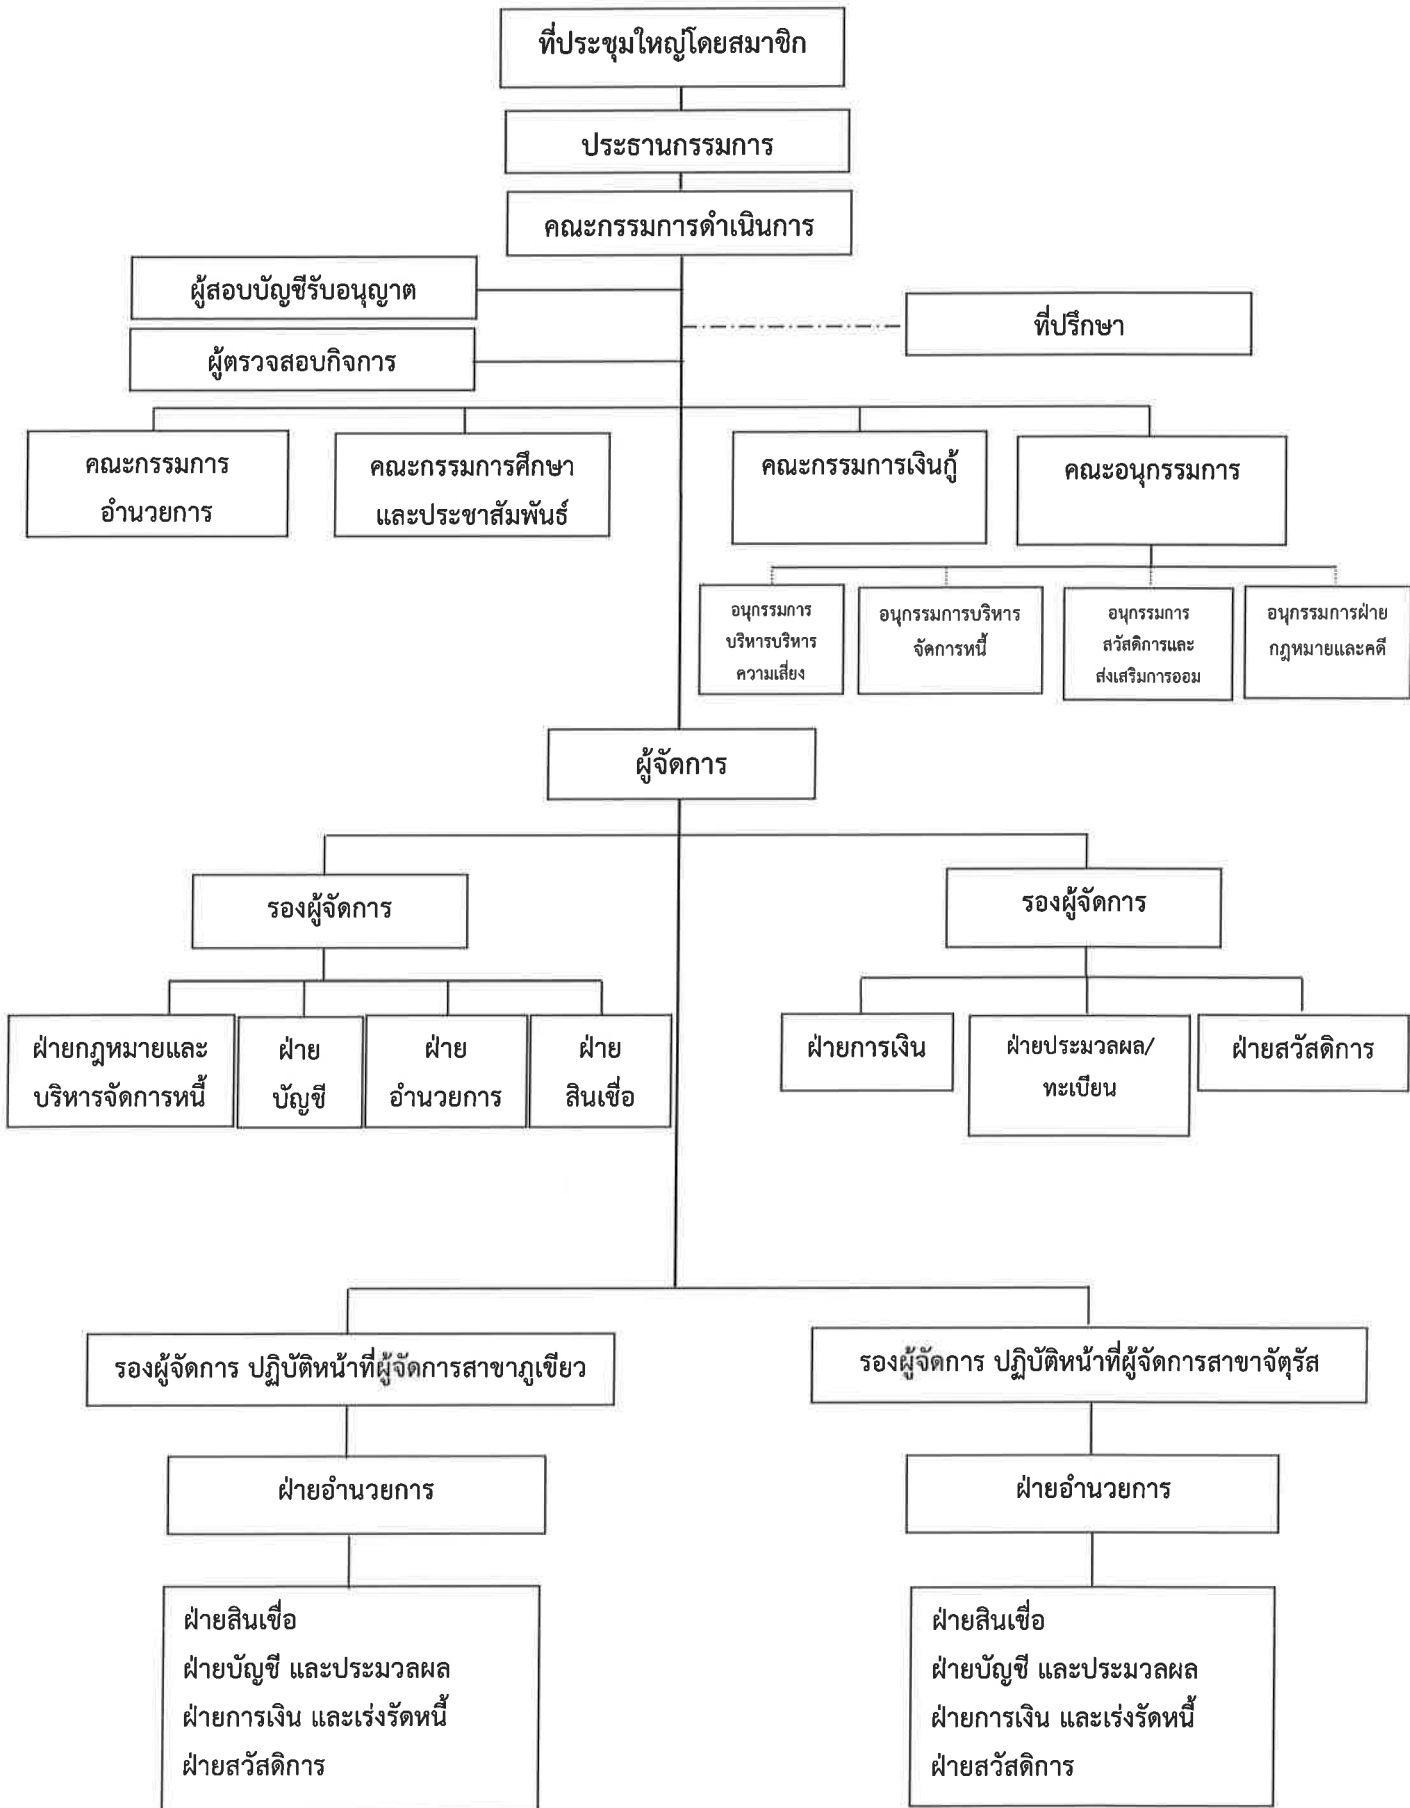 ที่ประชุมใหญ่โดยสมาชิก
ประธานกรรมการ
คณะกรรมการดำเนินการ
ผู้สอบบัญชีรับอนุญาต
ที่ปรึกษา
ผู้ตรวจสอบกิจการ
คณะกรรมการ
อำนวยการ
คณะกรรมการศึกษา
และประชาสัมพันธ์
คณะกรรมการเงินกู้
คณะอนุกรรมการ
อนุกรรมการ
บริหารบริหาร
ความเสี่ยง
อนุกรรมการบริหาร
จัดการหนี้
อนุกรรมการ
สวัสดิการและ
ส่งเสริมการออม
อนุกรรมการฝ่าย
กฎหมายและคดี
ผู้จัดการ
รองผู้จัดการ
รองผู้จัดการ
ฝ่ายกฎหมายและ
บริหารจัดการหนี้
ฝ่าย
บัญชี
ฝ่าย
อำนวยการ
ฝ่าย
สินเชื่อ
ฝ่ายการเงิน
ฝ่ายประมวลผล/
ทะเบียน
ฝ่ายสวัสดิการ
รองผู้จัดการ ปฏิบัติหน้าที่ผู้จัดการสาขาภูเขียว
รองผู้จัดการ ปฏิบัติหน้าที่ผู้จัดการสาขาจัตุรัส
ฝ่ายอำนวยการ
ฝ่ายอำนวยการ
ฝ่ายสินเชื่อ
ฝ่ายบัญชี และประมวลผล
ฝ่ายการเงิน และเร่งรัดหนี้
ฝ่ายสวัสดิการ
ฝ่ายสินเชื่อ
ฝ่ายบัญชี และประมวลผล
ฝ่ายการเงิน และเร่งรัดหนี้
ฝ่ายสวัสดิการ